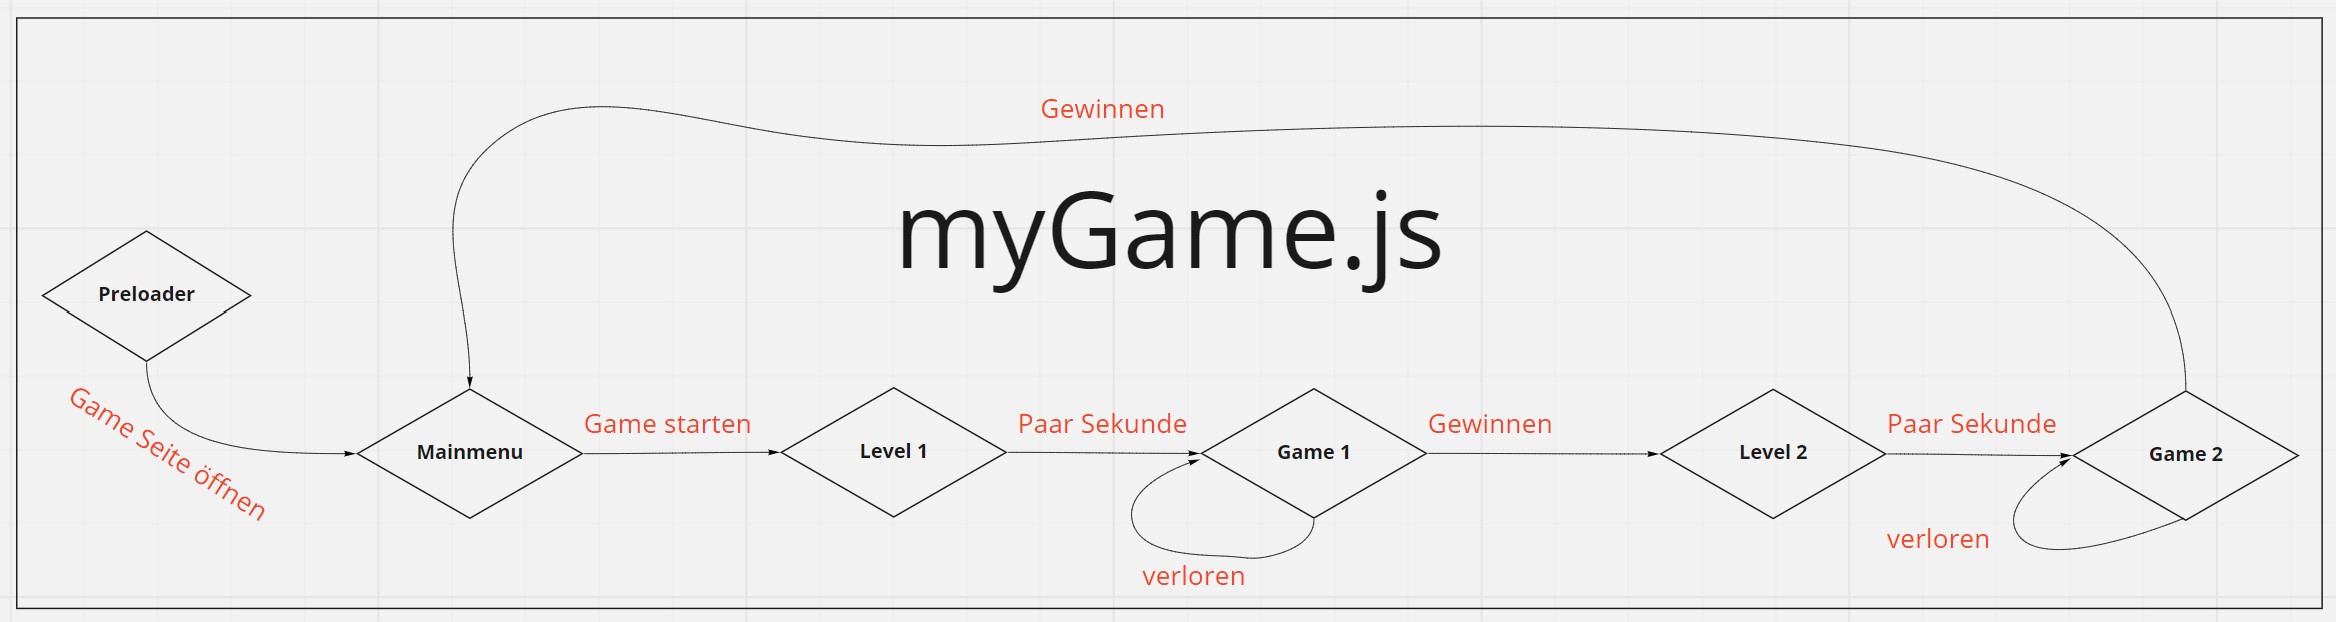 Gewinnen
myGame.js
Preloader
Game Seite öffnen
Mainmenu
Game starten
Level 1
Paar Sekunde
Game 1
verloren
Gewinnen
Level 2
Paar Sekunde
Game 2
verloren